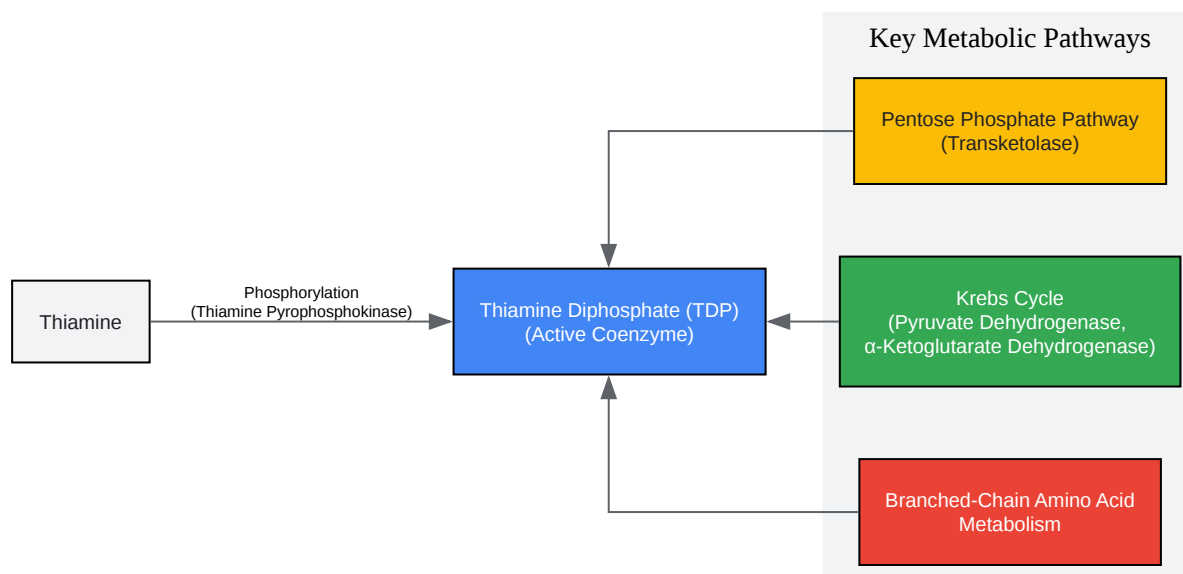 Key Metabolic Pathways
Pentose Phosphate Pathway
(Transketolase)
Thiamine
Phosphorylation
(Thiamine Pyrophosphokinase)
Thiamine Diphosphate (TDP)
(Active Coenzyme)
Krebs Cycle
(Pyruvate Dehydrogenase,
α-Ketoglutarate Dehydrogenase)
Branched-Chain Amino Acid
Metabolism